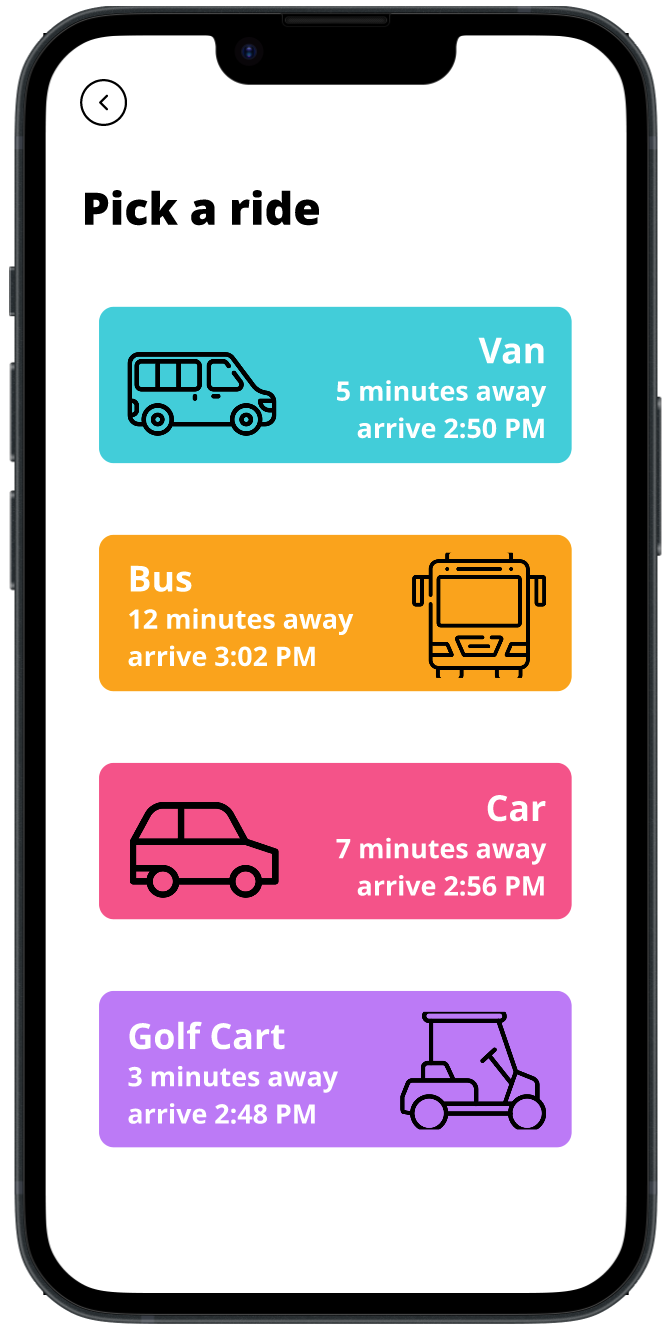 Pick a ride
Van
5 minutes away
arrive 2:50 PM
Bus
12 minutes away
arrive 3:02 PM
Car
7 minutes away
arrive 2:56 PM
Golf Cart
3 minutes away
arrive 2:48 PM